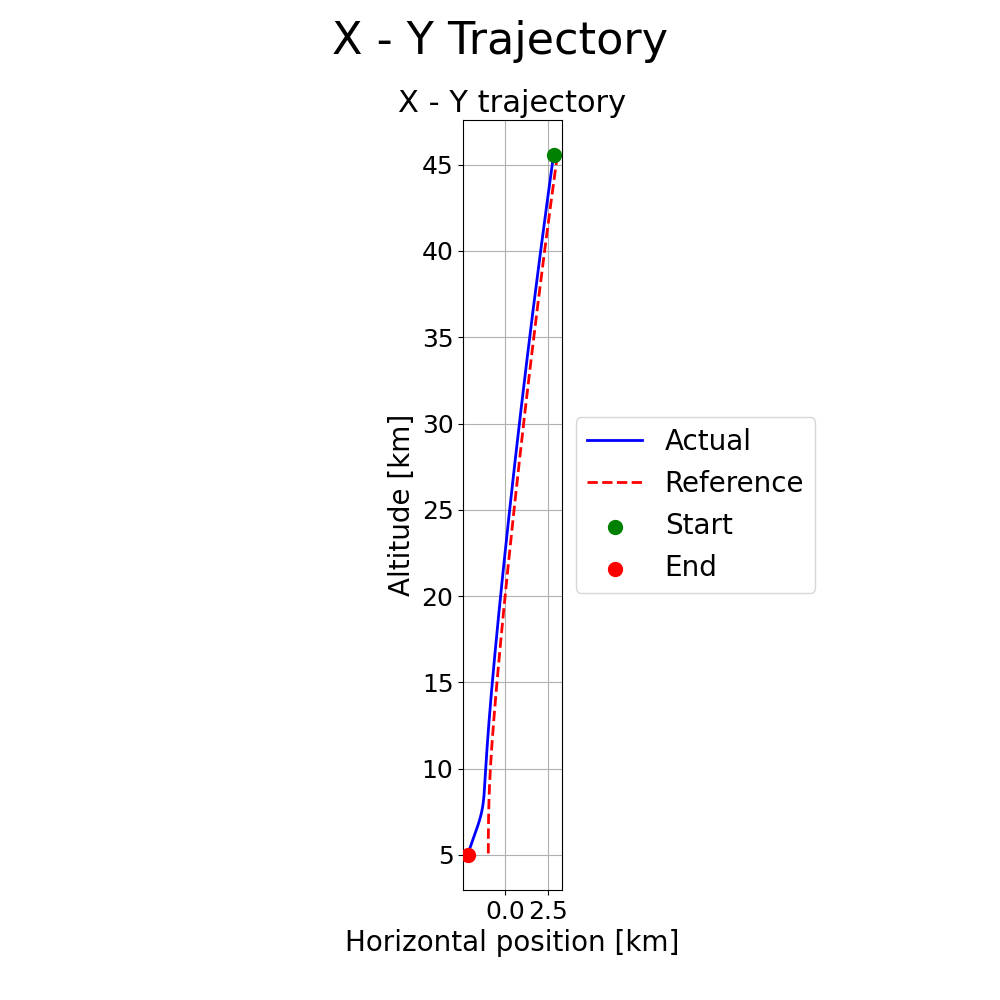 X - Y Trajectory
X - Y trajectory
45
40
35
30
25
20
15
10
5
Altitude [km]
0.0 2.5
Horizontal position [km]
Actual
Reference
Start
End